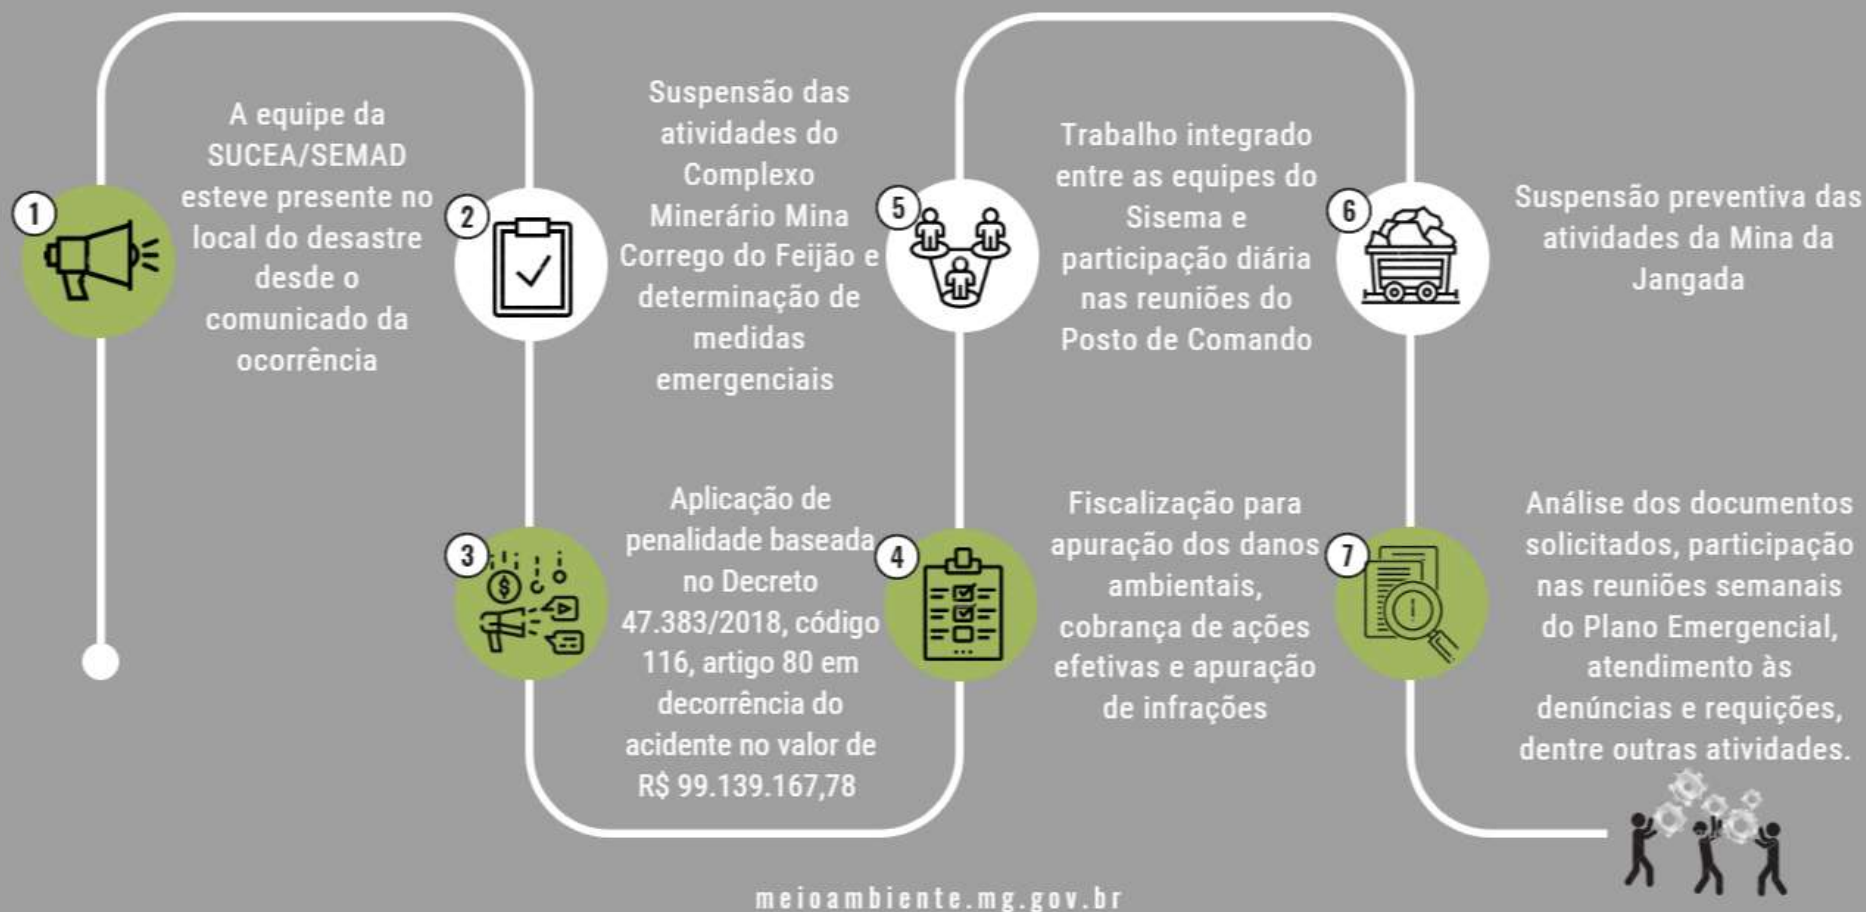 1
A equipe da
SUCEA/SEMAD
esteve presente no
local do desastre
desde o
comunicado da
ocorrência
2
Suspensão das
atividades do
Complexo
Minerário Mina
Corrego do Feijão e
determinação de
medidas
emergenciais
3
Aplicação de
penalidade baseada
no Decreto
47.383/2018, código
116, artigo 80 em
decorrência do
acidente no valor de
R$ 99.139.167,78
4
Fiscalização para
apuração dos danos
ambientais,
cobrança de ações
efetivas e apuração
de infrações
5
Trabalho integrado
entre as equipes do
Sisema e
participação diária
nas reuniões do
Posto de Comando
6
Suspensão preventiva das
atividades da Mina da
Jangada
7
Análise dos documentos
solicitados, participação
nas reuniões semanais
do Plano Emergencial,
atendimento às
denúncias e requições,
dentre outras atividades.
meioambiente.mg.gov.br